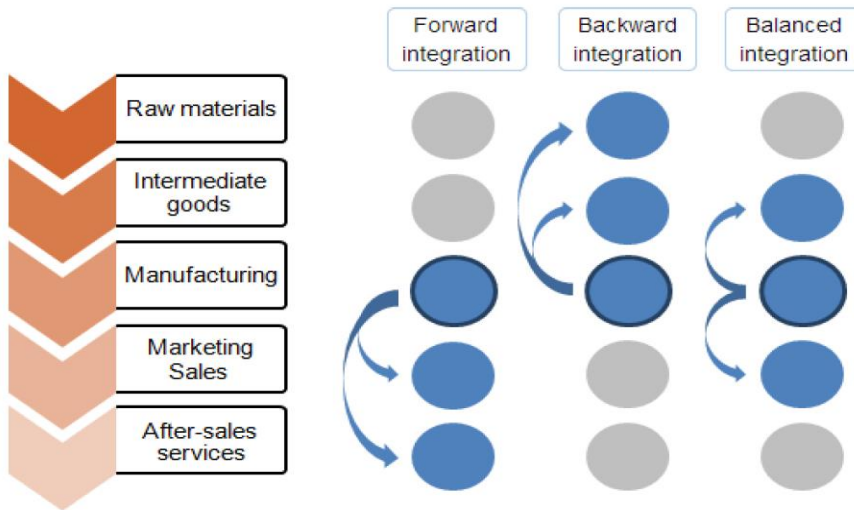 Forward
integration
Backward
integration
Balanced
integration
Raw materials
Intermediate
goods
Manufacturing
Marketing
Sales
After-sales
services